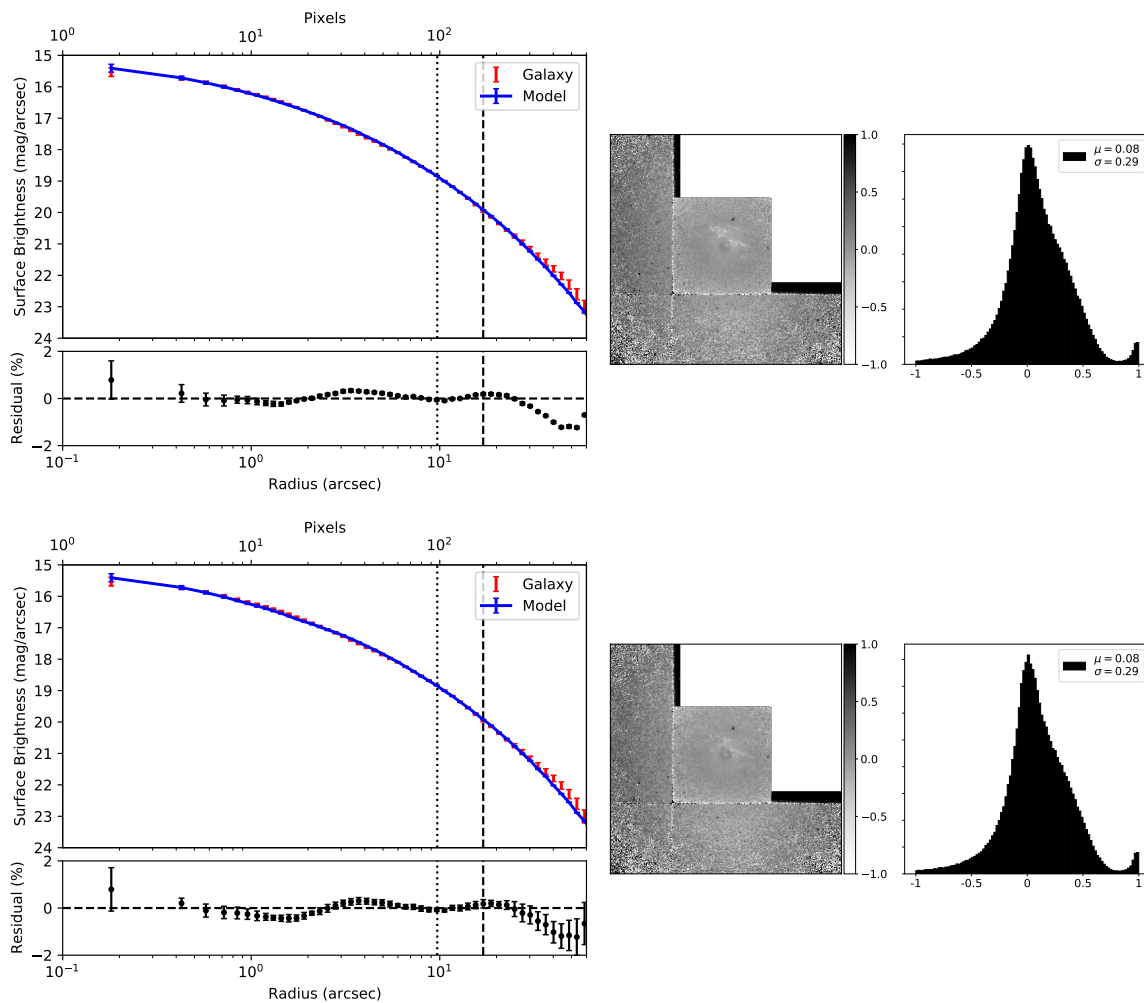 Pixels
10^0 10^1 10^2
15
16
17
18
19
20
21
22
23
24
Surface Brightness (mag/arcsec)
Galaxy
Model
2
0
−2
Residual (%)
10^−1 10^0 10^1
Radius (arcsec)
1.0
0.5
0.0
−0.5
−1.0
μ = 0.08
σ = 0.29
-1 -0.5 0 0.5 1
Pixels
10^0 10^1 10^2
15
16
17
18
19
20
21
22
23
24
Surface Brightness (mag/arcsec)
Galaxy
Model
2
0
−2
Residual (%)
10^−1 10^0 10^1
Radius (arcsec)
1.0
0.5
0.0
−0.5
−1.0
μ = 0.08
σ = 0.29
-1 -0.5 0 0.5 1